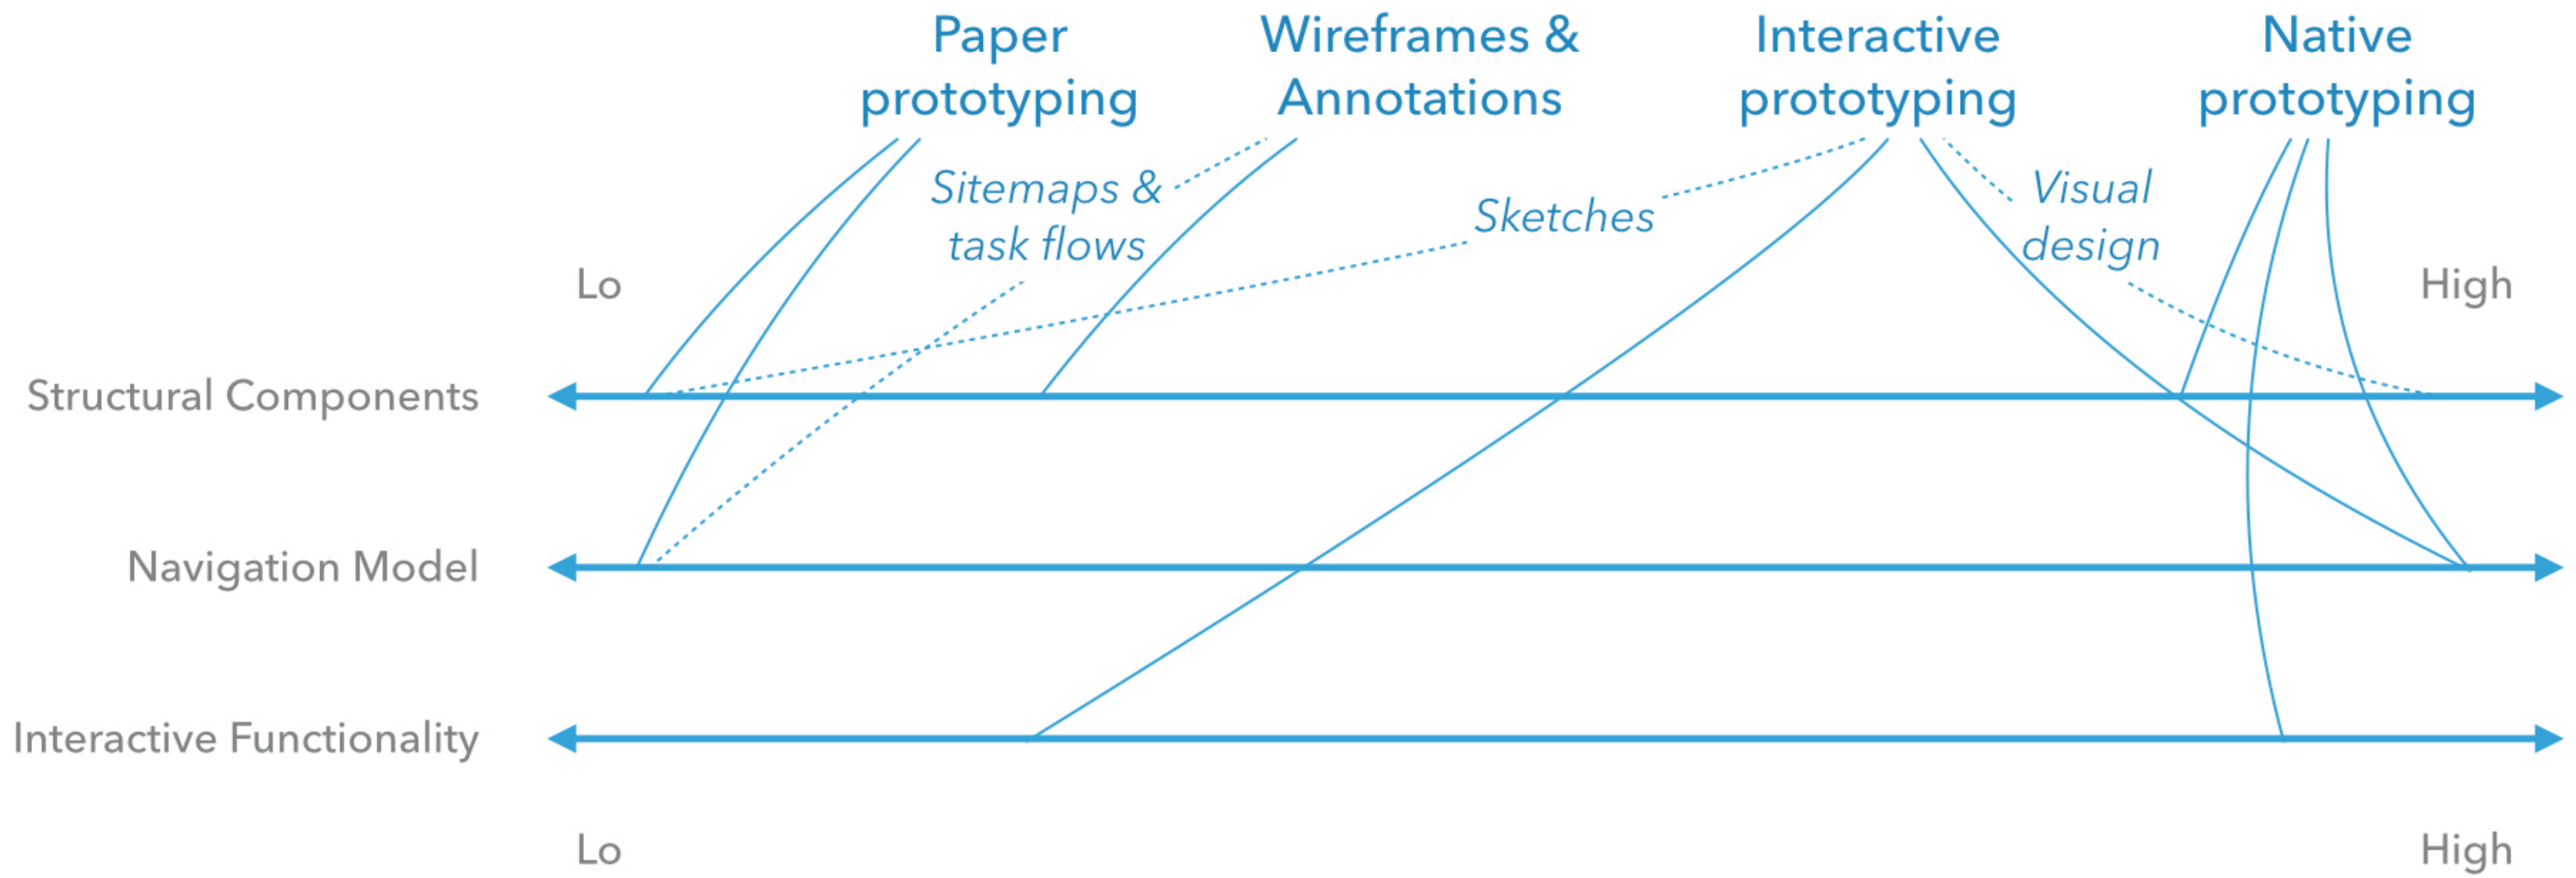 Paper
prototyping
Wireframes &
Annotations
Interactive
prototyping
Native
prototyping
Sitemaps &
task flows
Sketches
Visual
design
Lo
High
Structural Components
Navigation Model
Interactive Functionality
Lo
High